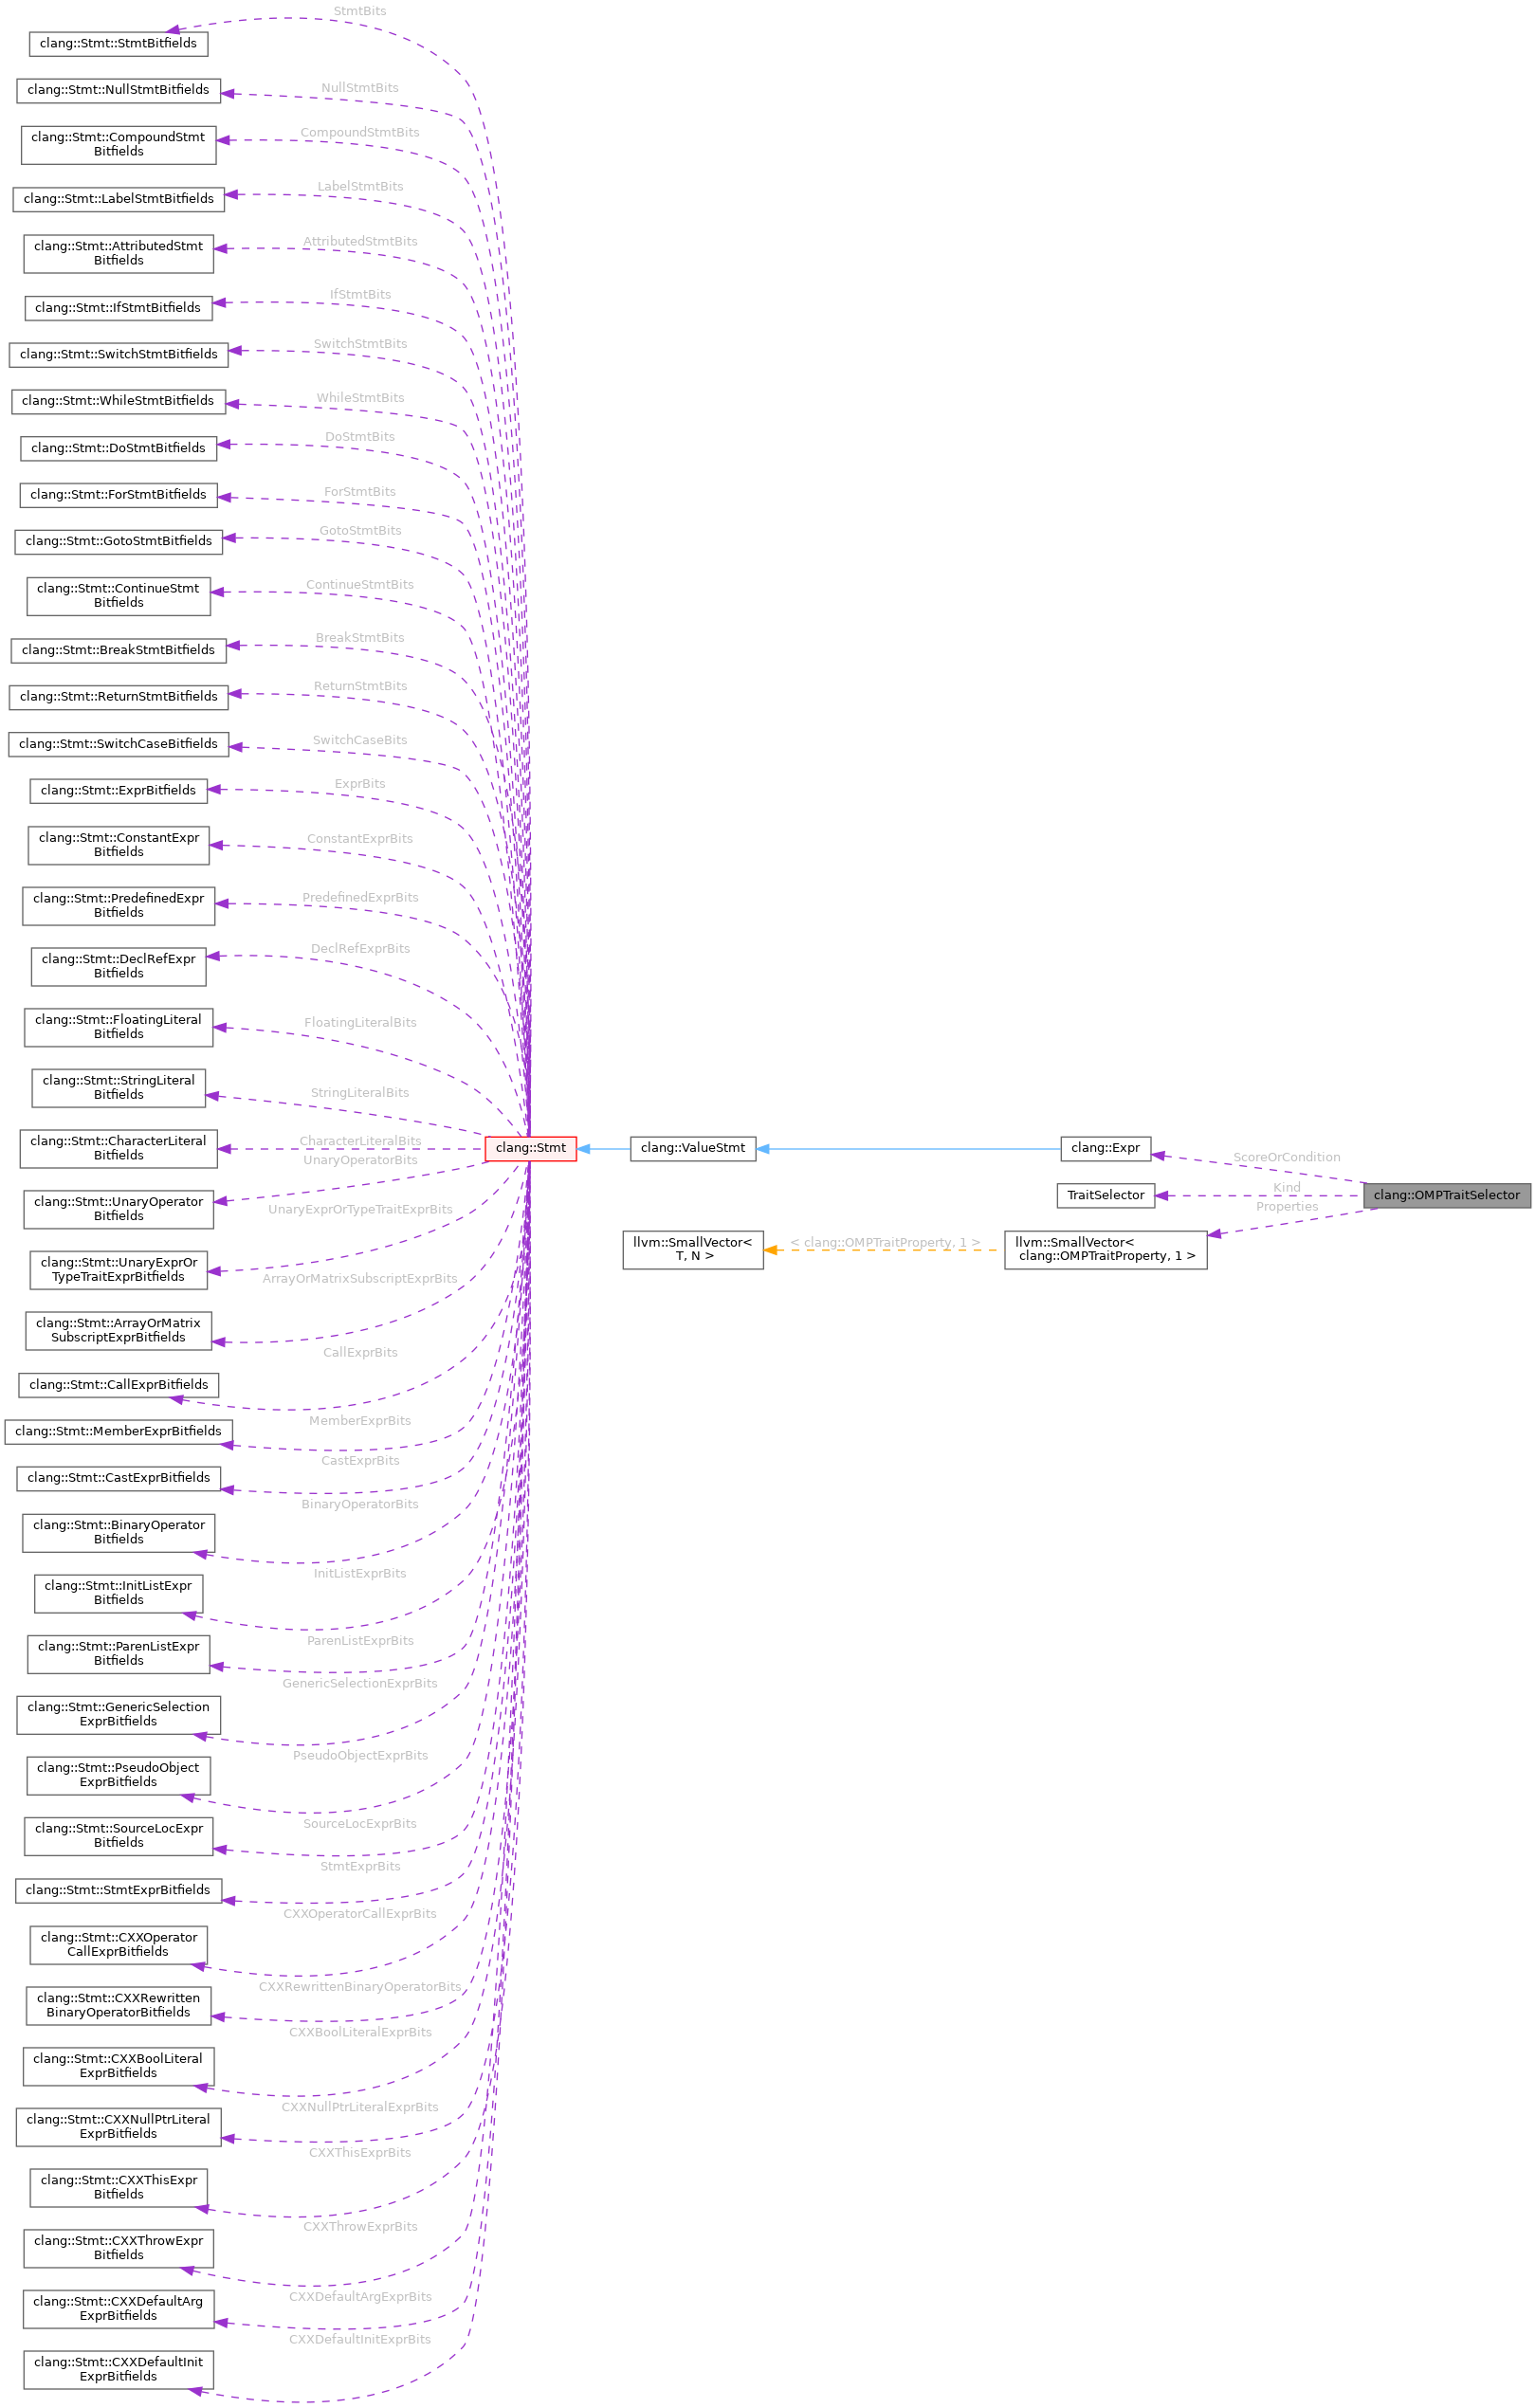 StmtBits
clang::Stmt::StmtBitfields
NullStmtBits
clang::Stmt::NullStmtBitfields
CompoundStmtBits
clang::Stmt::CompoundStmt
Bitfields
LabelStmtBits
clang::Stmt::LabelStmtBitfields
AttributedStmtBits
clang::Stmt::AttributedStmt
Bitfields
IfStmtBits
clang::Stmt::IfStmtBitfields
SwitchStmtBits
clang::Stmt::SwitchStmtBitfields
WhileStmtBits
clang::Stmt::WhileStmtBitfields
DoStmtBits
clang::Stmt::DoStmtBitfields
ForStmtBits
clang::Stmt::ForStmtBitfields
GotoStmtBits
clang::Stmt::GotoStmtBitfields
ContinueStmtBits
clang::Stmt::ContinueStmt
Bitfields
BreakStmtBits
clang::Stmt::BreakStmtBitfields
ReturnStmtBits
clang::Stmt::ReturnStmtBitfields
SwitchCaseBits
clang::Stmt::SwitchCaseBitfields
ExprBits
clang::Stmt::ExprBitfields
ConstantExprBits
clang::Stmt::ConstantExpr
Bitfields
PredefinedExprBits
clang::Stmt::PredefinedExpr
Bitfields
DeclRefExprBits
clang::Stmt::DeclRefExpr
Bitfields
FloatingLiteralBits
clang::Stmt::FloatingLiteral
Bitfields
StringLiteralBits
clang::Stmt::StringLiteral
Bitfields
CharacterLiteralBits
clang::Stmt::CharacterLiteral
Bitfields
clang::Stmt
clang::ValueStmt
clang::Expr
ScoreOrCondition
UnaryOperatorBits
clang::Stmt::UnaryOperator
Bitfields
Kind
TraitSelector
clang::OMPTraitSelector
Properties
UnaryExprOrTypeTraitExprBits
clang::Stmt::UnaryExprOr
TypeTraitExprBitfields
llvm::SmallVector<
T, N >
< clang::OMPTraitProperty, 1 >
llvm::SmallVector<
clang::OMPTraitProperty, 1 >
ArrayOrMatrixSubscriptExprBits
clang::Stmt::ArrayOrMatrix
SubscriptExprBitfields
CallExprBits
clang::Stmt::CallExprBitfields
MemberExprBits
clang::Stmt::MemberExprBitfields
CastExprBits
clang::Stmt::CastExprBitfields
BinaryOperatorBits
clang::Stmt::BinaryOperator
Bitfields
InitListExprBits
clang::Stmt::InitListExpr
Bitfields
ParenListExprBits
clang::Stmt::ParenListExpr
Bitfields
GenericSelectionExprBits
clang::Stmt::GenericSelection
ExprBitfields
PseudoObjectExprBits
clang::Stmt::PseudoObject
ExprBitfields
SourceLocExprBits
clang::Stmt::SourceLocExpr
Bitfields
StmtExprBits
clang::Stmt::StmtExprBitfields
CXXOperatorCallExprBits
clang::Stmt::CXXOperator
CallExprBitfields
CXXRewrittenBinaryOperatorBits
clang::Stmt::CXXRewritten
BinaryOperatorBitfields
CXXBoolLiteralExprBits
clang::Stmt::CXXBoolLiteral
ExprBitfields
CXXNullPtrLiteralExprBits
clang::Stmt::CXXNullPtrLiteral
ExprBitfields
CXXThisExprBits
clang::Stmt::CXXThisExpr
Bitfields
CXXThrowExprBits
clang::Stmt::CXXThrowExpr
Bitfields
CXXDefaultArgExprBits
clang::Stmt::CXXDefaultArg
ExprBitfields
CXXDefaultInitExprBits
clang::Stmt::CXXDefaultInit
ExprBitfields